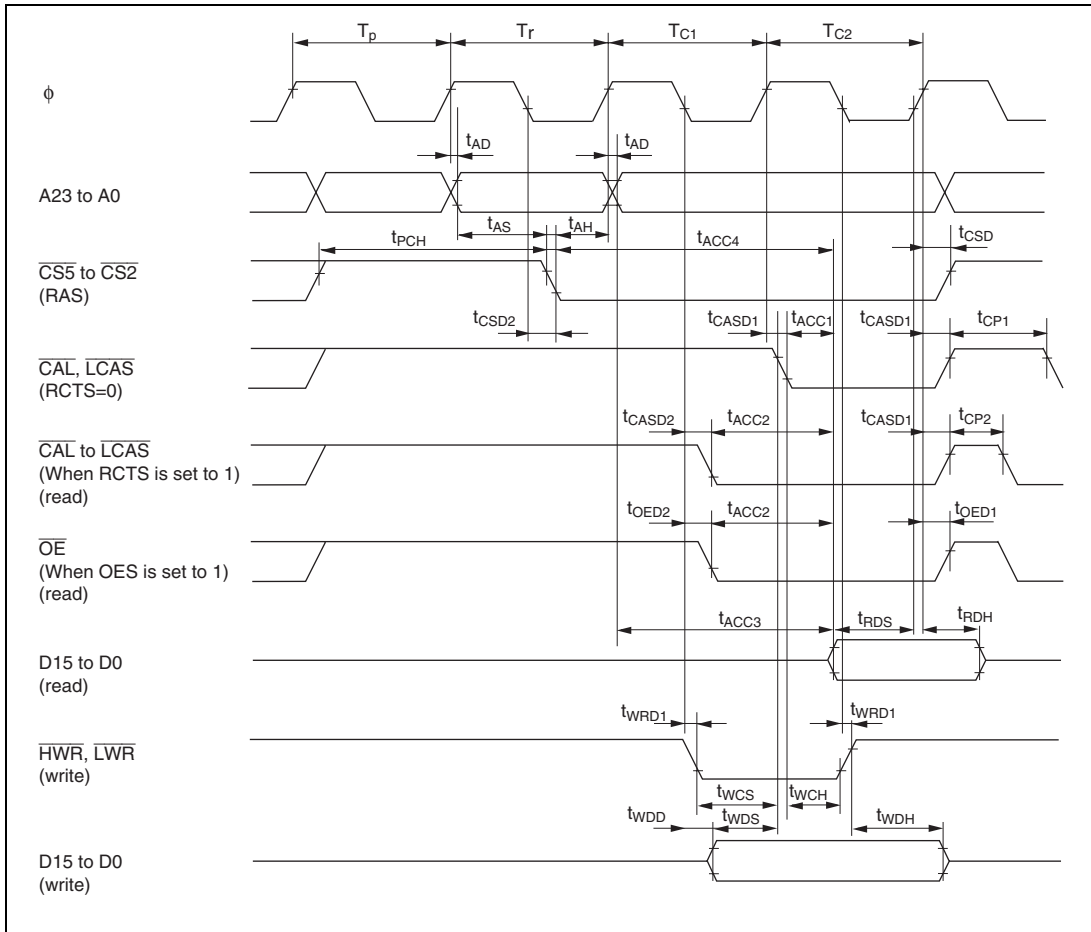 Tp Tr TC1 TC2
ϕ
tAD tAD
A23 to A0
tAS tAH
tPCH tACC4 tCSD
CS5 to CS2
(RAS)
tCSD2 tCASD1 tACC1 tCASD1 tCP1
CAL, LCAS
(RCTS=0)
tCASD2 tACC2 tCASD1 tCP2
CAL to LCAS
(When RCTS is set to 1)
(read)
tOED2 tACC2 tOED1
OE
(When OES is set to 1)
(read)
tACC3 tRDS tRDH
D15 to D0
(read)
tWRD1 tWRD1
HWR, LWR
(write)
tWCS tWCH
tWDD tWDS tWDH
D15 to D0
(write)